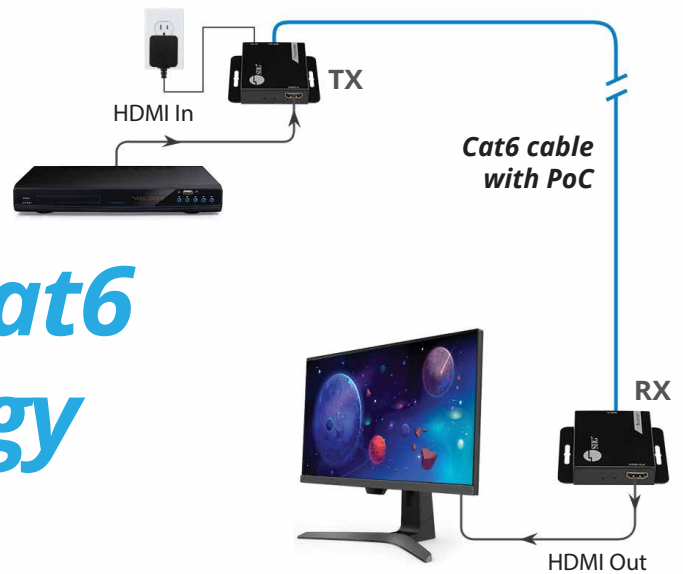 TX
HDMI In
Cat6 cable
with PoC
at6
gy
RX
HDMI Out